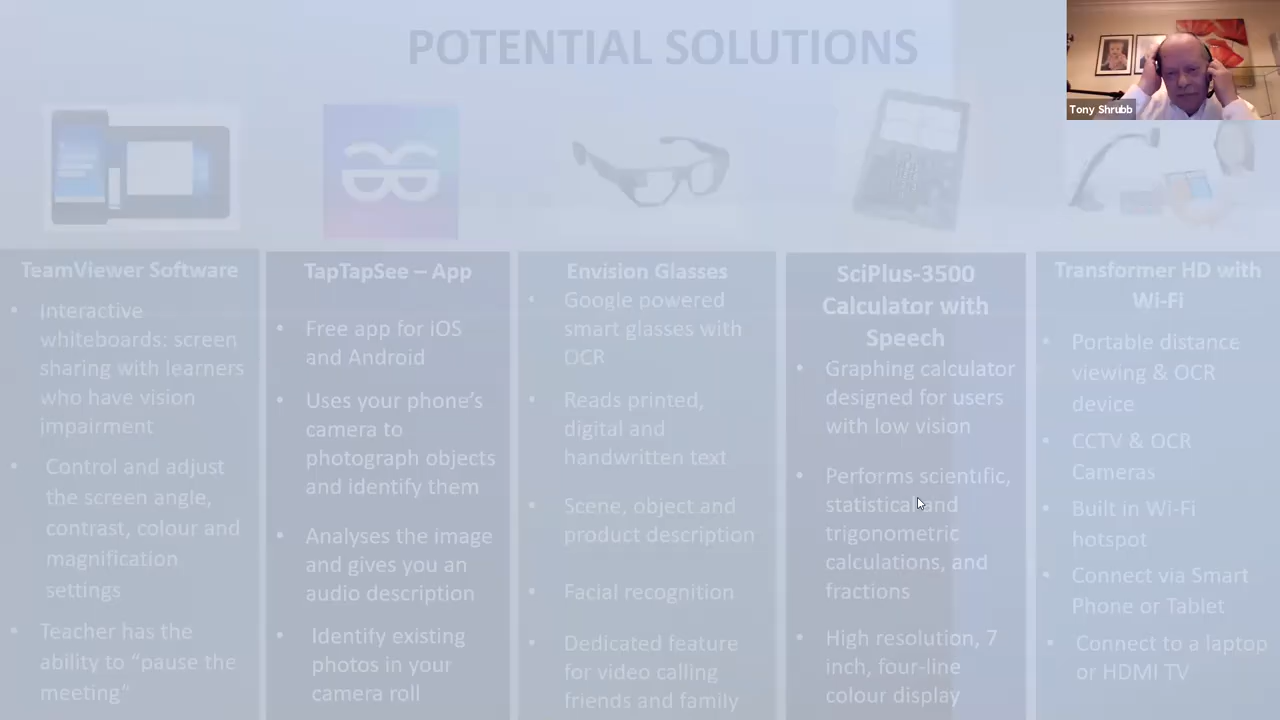 POTENTIAL SOLUTIONS
Tony Shrubb
TeamViewer Software
• Interactive
whiteboards: screen
sharing with learners
who have vision
impairment
• Control and adjust
the screen angle,
contrast, colour and
magnification
settings
• Teacher has the
ability to “pause the
meeting”
TapTapSee – App
• Free app for iOS
and Android
• Uses your phone’s
camera to
photograph objects
and identify them
• Analyses the image
and gives you an
audio description
• Identify existing
photos in your
camera roll
Envision Glasses
• Google powered
smart glasses with
OCR
• Reads printed,
digital and
handwritten text
• Scene, object and
product description
• Facial recognition
• Dedicated feature
for video calling
friends and family
SciPlus-3500
Calculator with
Speech
• Graphing calculator
designed for users
with low vision
• Performs scientific,
statistical and
trigonometric
calculations, and
fractions
• High resolution, 7
inch, four-line
colour display
Transformer HD with
Wi-Fi
• Portable distance
viewing & OCR
device
• CCTV & OCR
Cameras
• Built in Wi-Fi
hotspot
• Connect via Smart
Phone or Tablet
• Connect to a laptop
or HDMI TV